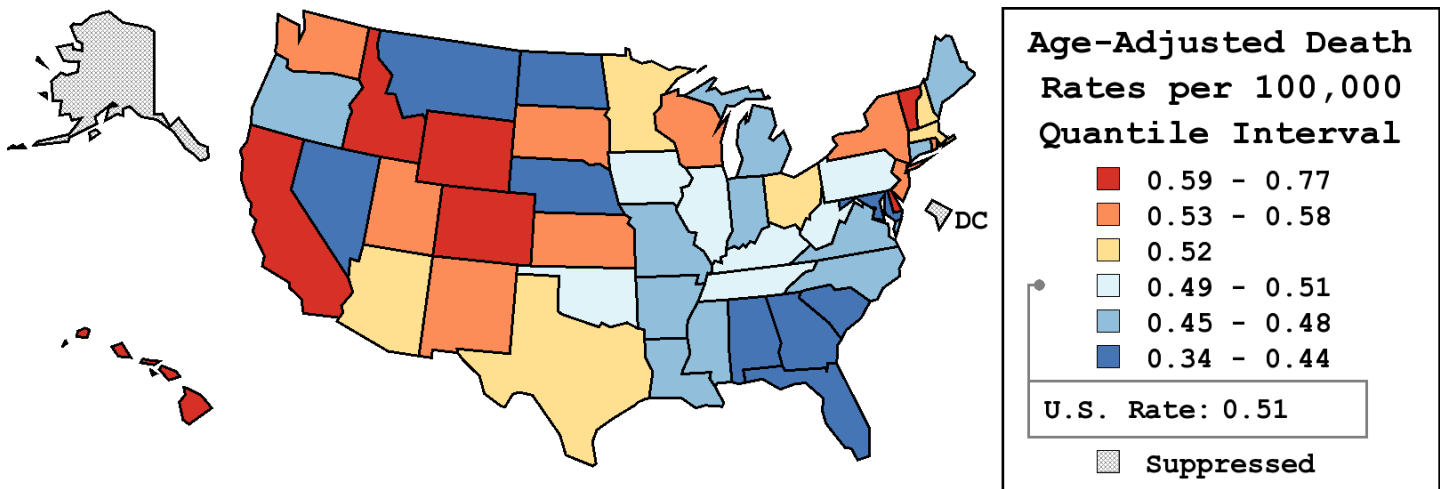 Age-Adjusted Death
Rates per 100,000
Quantile Interval
0.59 - 0.77
0.53 - 0.58
0.52
0.49 - 0.51
0.45 - 0.48
0.34 - 0.44
U.S. Rate: 0.51
Suppressed
DC